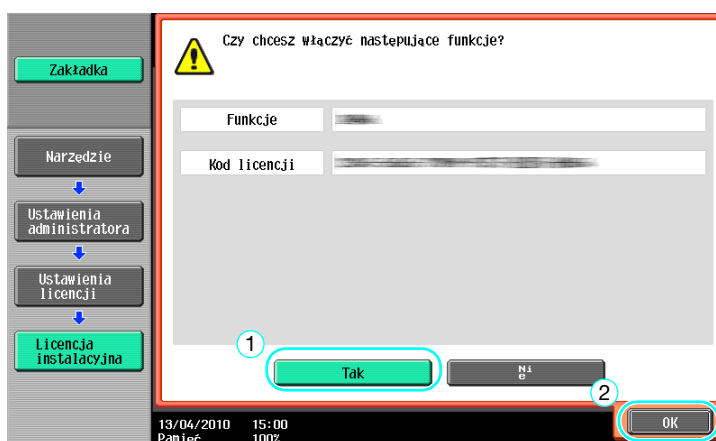 Zakładka
Narzędzie
Ustawienia
administratora
Ustawienia
licencji
Licencja
instalacyjna
Czy chcesz włączyć następujące funkcje?
Funkcje
Kod licencji
1
Tak
Ni
e
2
OK
13/04/2010 15:00
Pamięć 100%